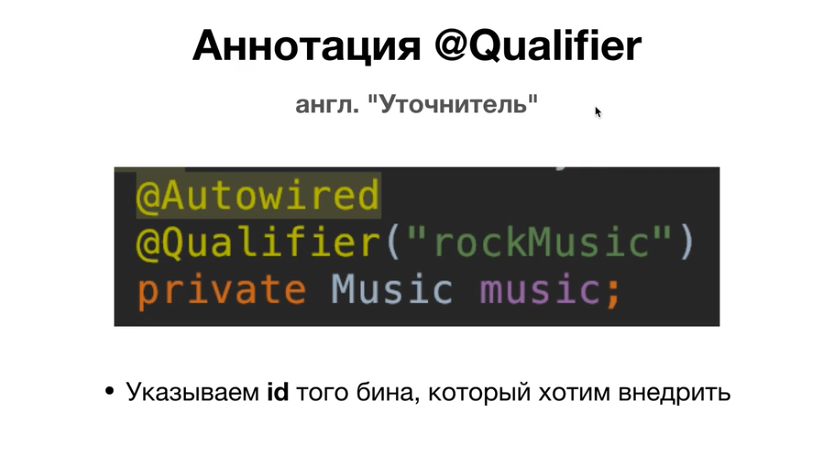 Аннотация @Qualifier
англ. "Уточнитель"
@Autowired
@Qualifier("rockMusic")
private Music music;
• Указываем id того бина, который хотим внедрить